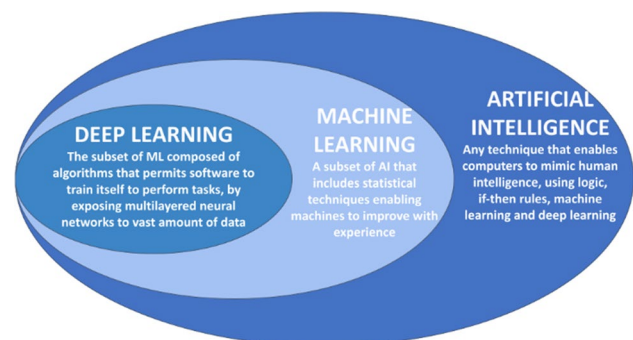 DEEP LEARNING
The subset of ML composed of
algorithms that permits software to
train itself to perform tasks, by
exposing multilayered neural
networks to vast amount of data
MACHINE
LEARNING
A subset of AI that
includes statistical
techniques enabling
machines to improve with
experience
ARTIFICIAL
INTELLIGENCE
Any technique that enables
computers to mimic human
intelligence, using logic,
if-then rules, machine
learning and deep learning